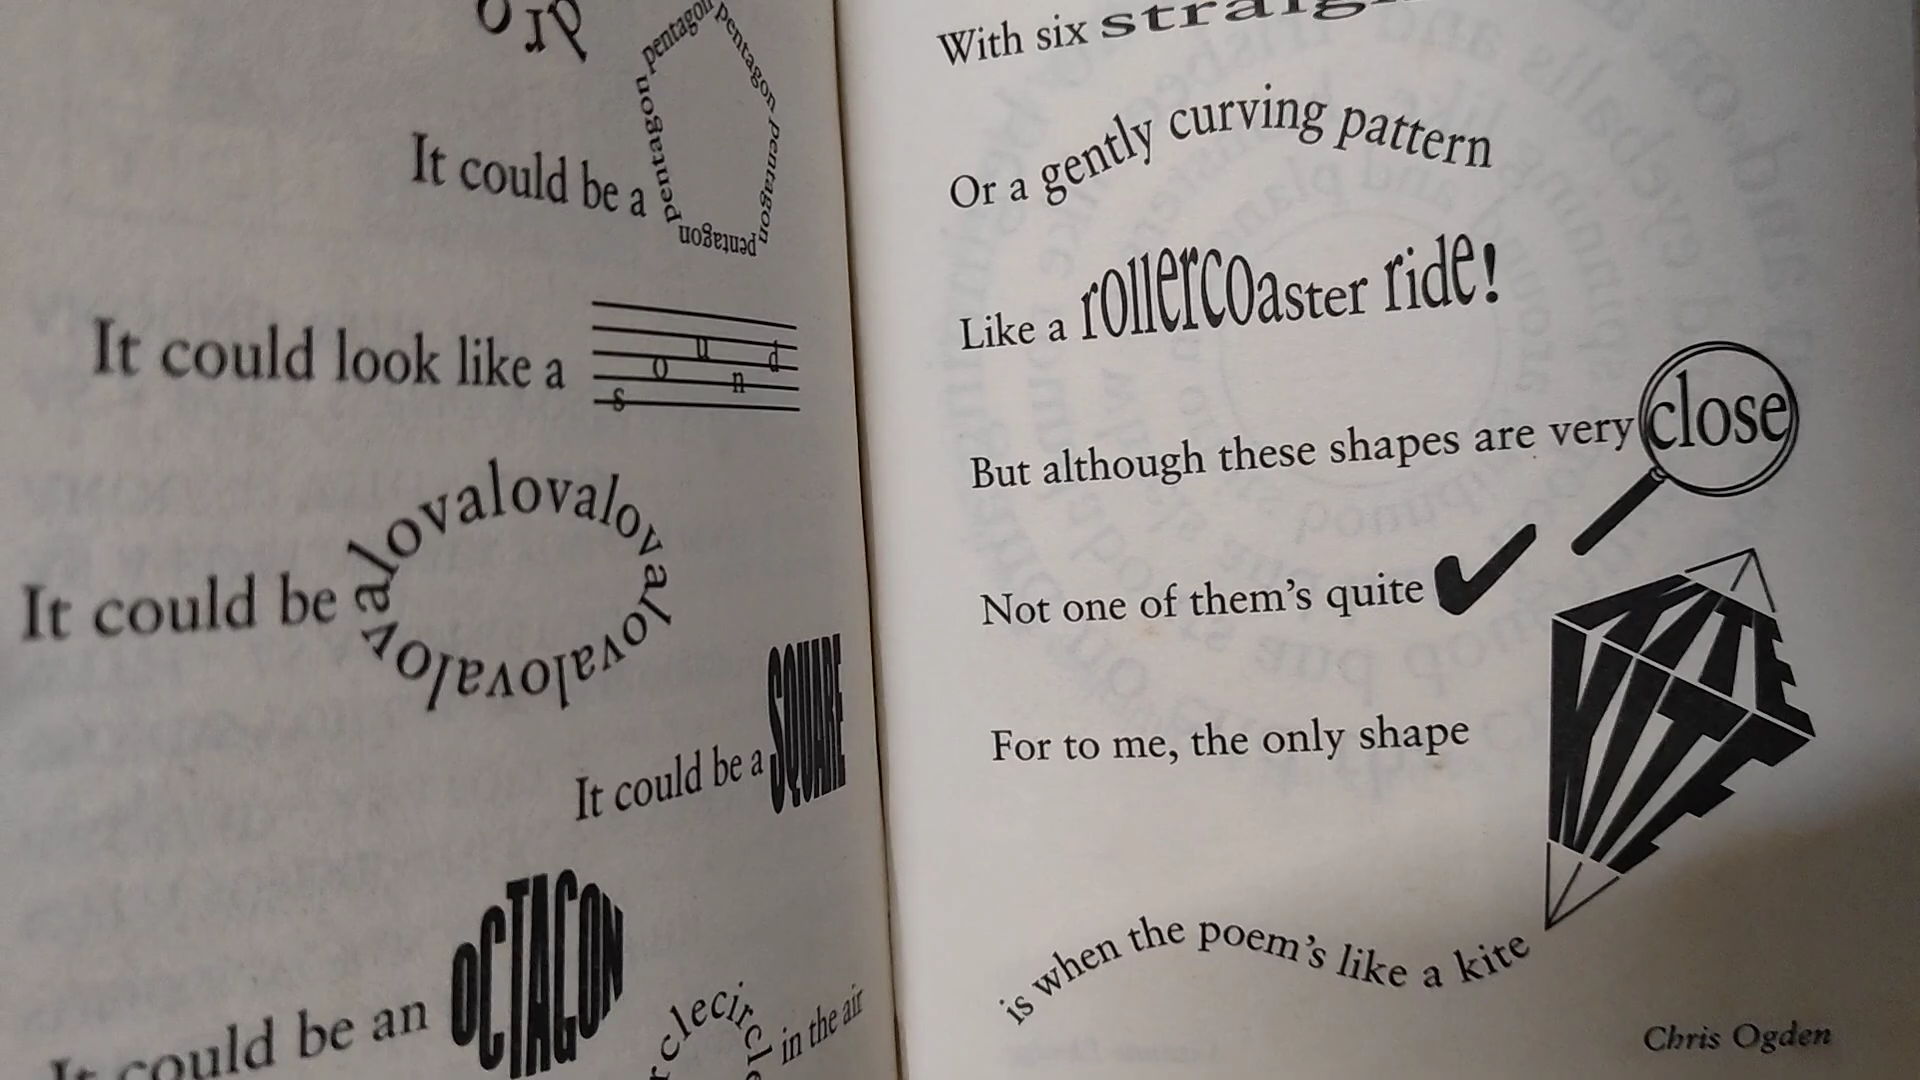 It could be a
pentagon pentagon pentagon pentagon pentagon
It could look like a sound
It could be
alovalovalovalovalovalov
It could be a SQUARE
It could be an OCTAGON
in the air
With six
Or a gently curving pattern
Like a rollercoaster ride!
But although these shapes are very close
Not one of them's quite ✔
For to me, the only shape
KITE
KITE
is when the poem's like a kite
Chris Ogden